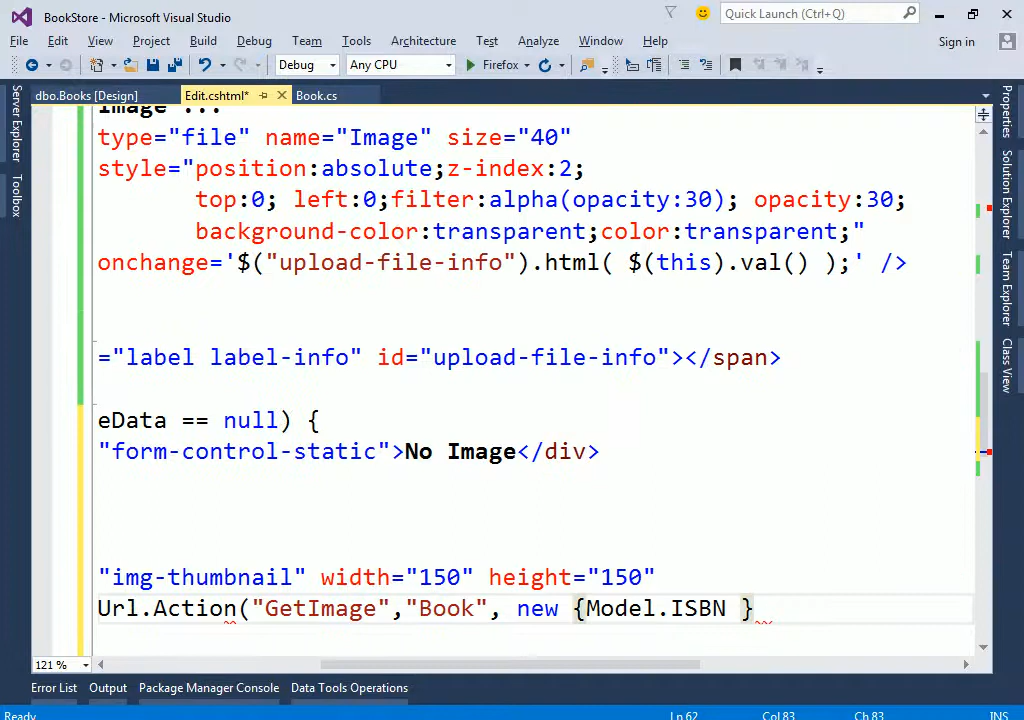 BookStore - Microsoft Visual Studio
Quick Launch (Ctrl+Q)
File Edit View Project Build Debug Team Tools Architecture Test Analyze Window Help
Sign in
Debug Any CPU Firefox
dbo.Books [Design] Edit.cshtml* Book.cs
Server Explorer
Toolbox
Properties
Solution Explorer
Team Explorer
Class View
Image ...
type="file" name="Image" size="40"
style="position:absolute;z-index:2;
top:0; left:0;filter:alpha(opacity:30); opacity:30;
background-color:transparent;color:transparent;"
onchange='$("upload-file-info").html( $(this).val() );' />
="label label-info" id="upload-file-info"></span>
eData == null) {
"form-control-static">No Image</div>
"img-thumbnail" width="150" height="150"
Url.Action("GetImage","Book", new {Model.ISBN }
121 %
Error List Output Package Manager Console Data Tools Operations
Ready Ln 62 Col 83 Ch 83 INS